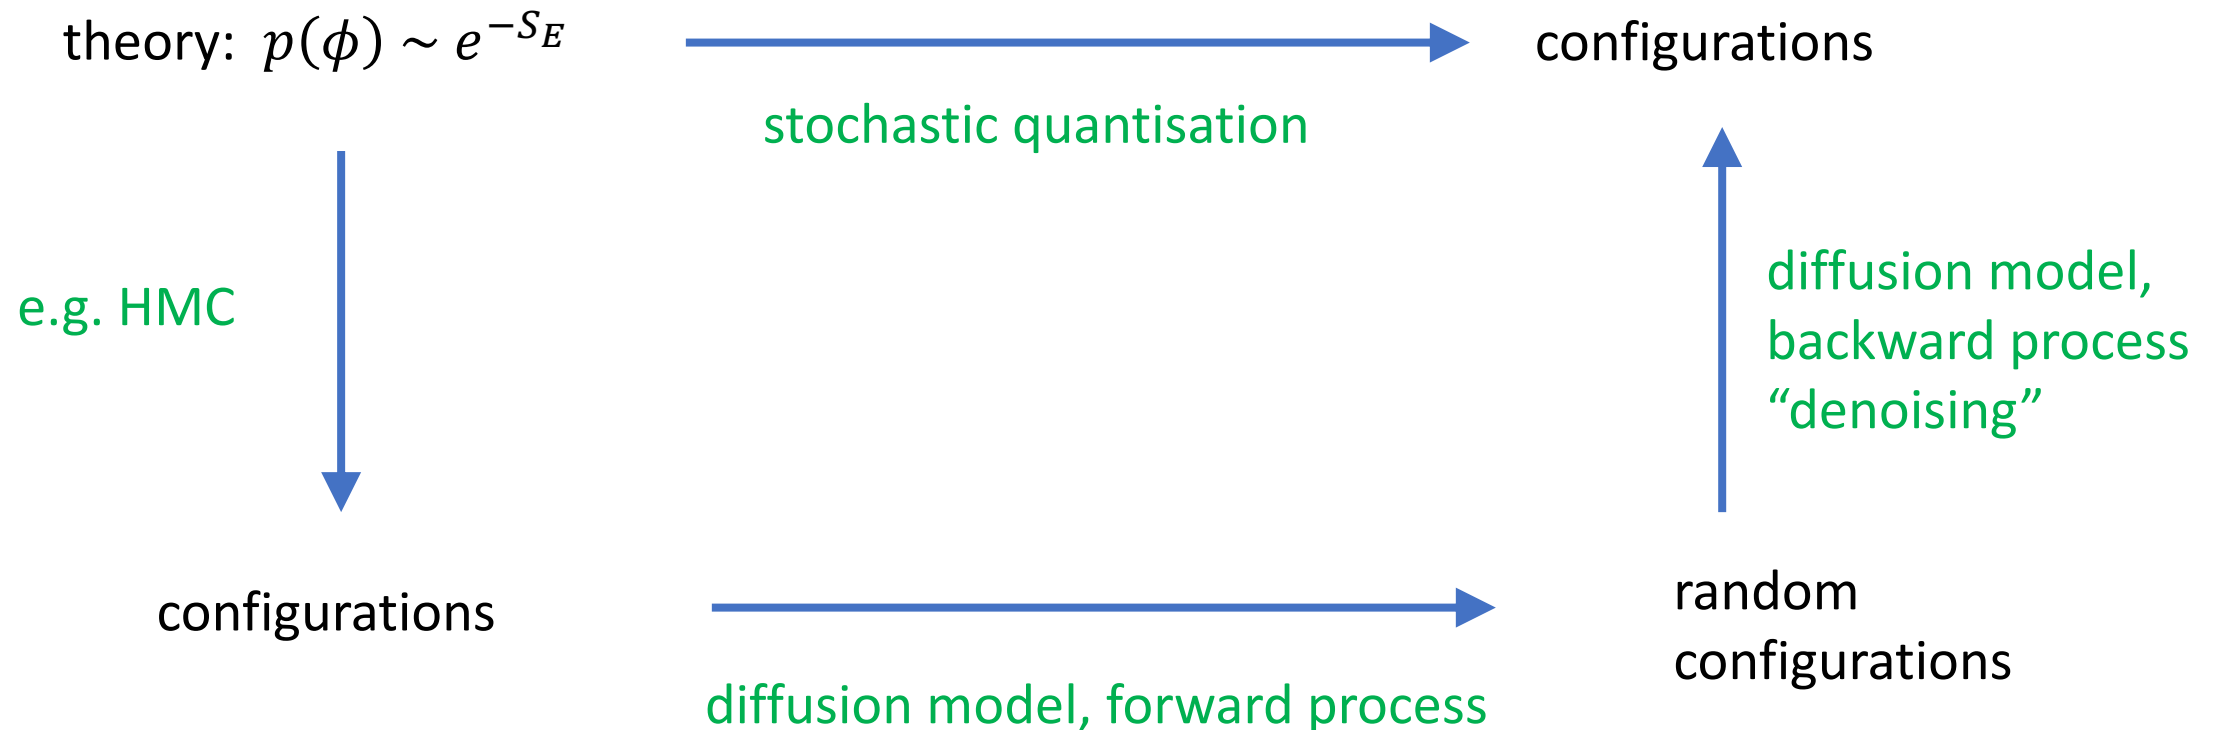 theory: 𝑝(𝜙) ~ 𝑒^{−𝑆_𝐸}
configurations
stochastic quantisation
e.g. HMC
diffusion model,
backward process
“denoising”
configurations
random
configurations
diffusion model, forward process